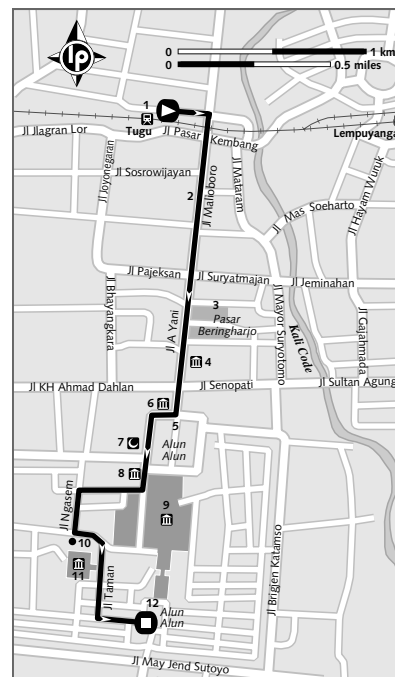 lp
0 1 km
0 0.5 miles
1
Tugu
Jl Jlagran Lor
Jl Pasar Kembang
Lempuyanga
Jl Joyonegaran
Jl Sosrowijayan
2
Jl Malioboro
Jl Mataram
Jl Mas Soeharto
Jl Hayam Wuruk
Jl Pajeksan
Jl Suryatmajan
Jl Jeminahan
Jl Bhayangkara
3
Pasar
Beringharjo
Jl A Yani
Jl Mayor Suryotomo
Kali Code
Jl Gajahmada
4
Jl KH Ahmad Dahlan
Jl Senopati
Jl Sultan Agung
6
5
7
Alun
Alun
8
Jl Ngasem
9
10
11
Jl Taman
Jl Brigjen Katamso
12
Alun
Alun
Jl May Jend Sutoyo